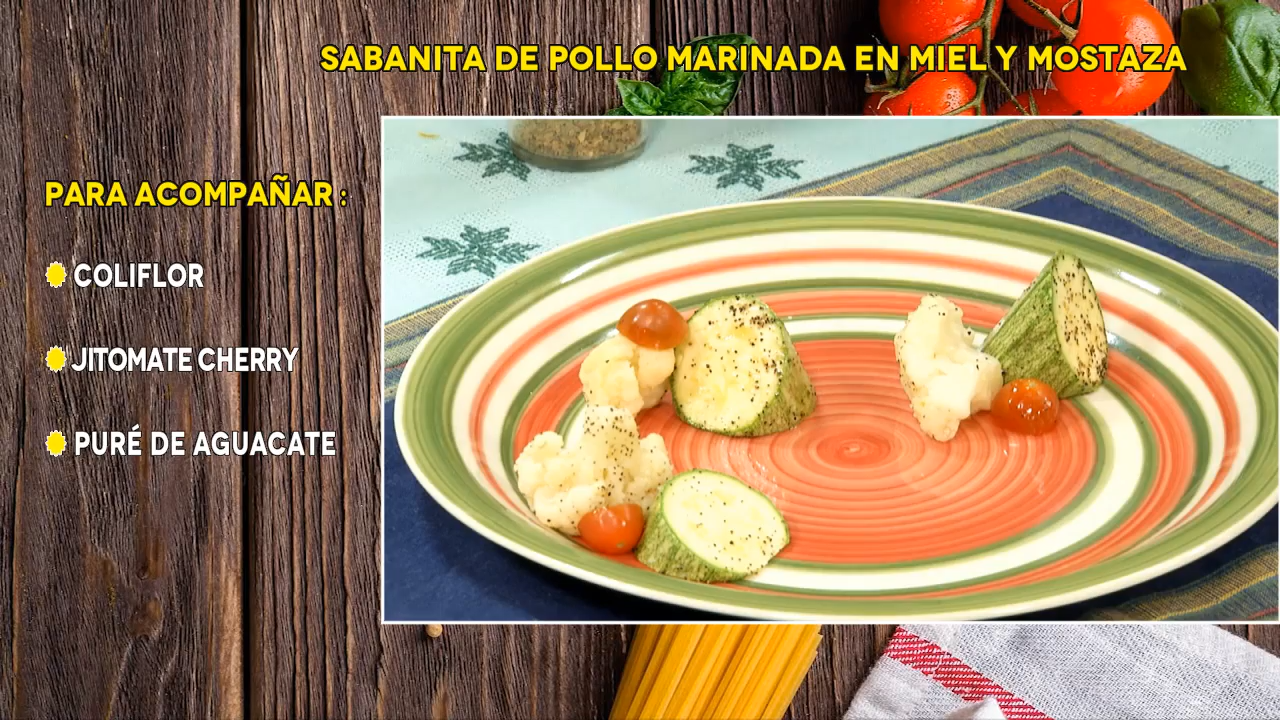 SABANITA DE POLLO MARINADA EN MIEL Y MOSTAZA
PARA ACOMPAÑAR :
COLIFLOR
JITOMATE CHERRY
PURÉ DE AGUACATE